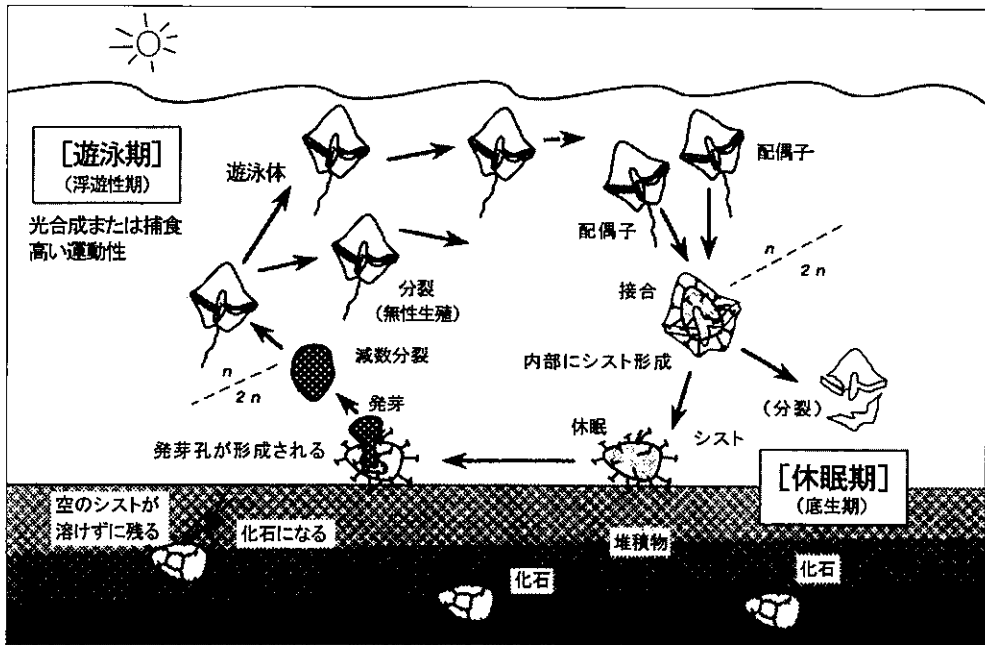 [遊泳期]
(浮遊性期)
光合成または捕食
高い運動性
遊泳体
分裂
(無性生殖)
配偶子
配偶子
接合
n
2n
内部にシスト形成
(分裂)
シスト
休眠
[休眠期]
(底生期)
減数分裂
n
2n
発芽
発芽孔が形成される
空のシストが
溶けずに残る
化石になる
堆積物
化石
化石